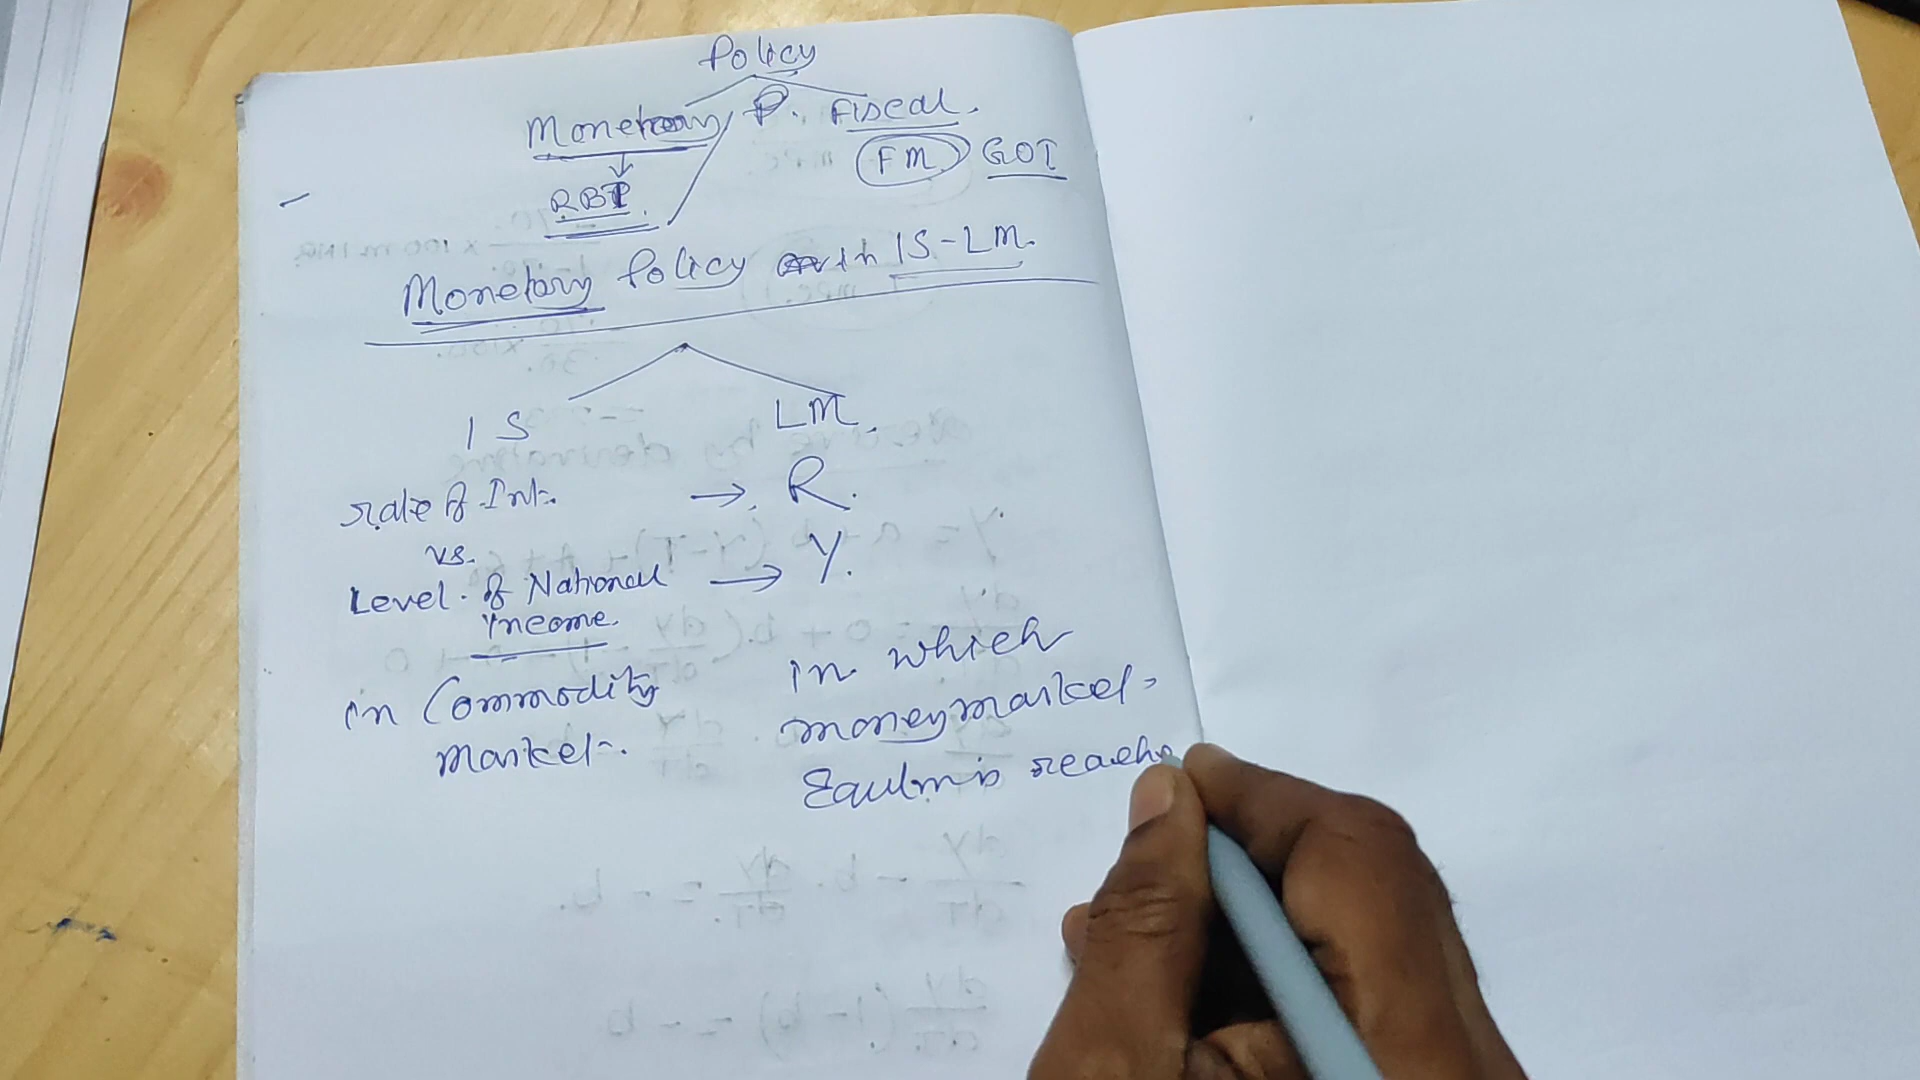 Policy
Monetary P. Fiscal.
FM GOI
RBI.
Monetary Policy with IS-LM.
IS LM.
rate of Int. → R.
vs.
Level of National → Y.
Income.
in Commodity
market.
in which
money market
Equlm is reach